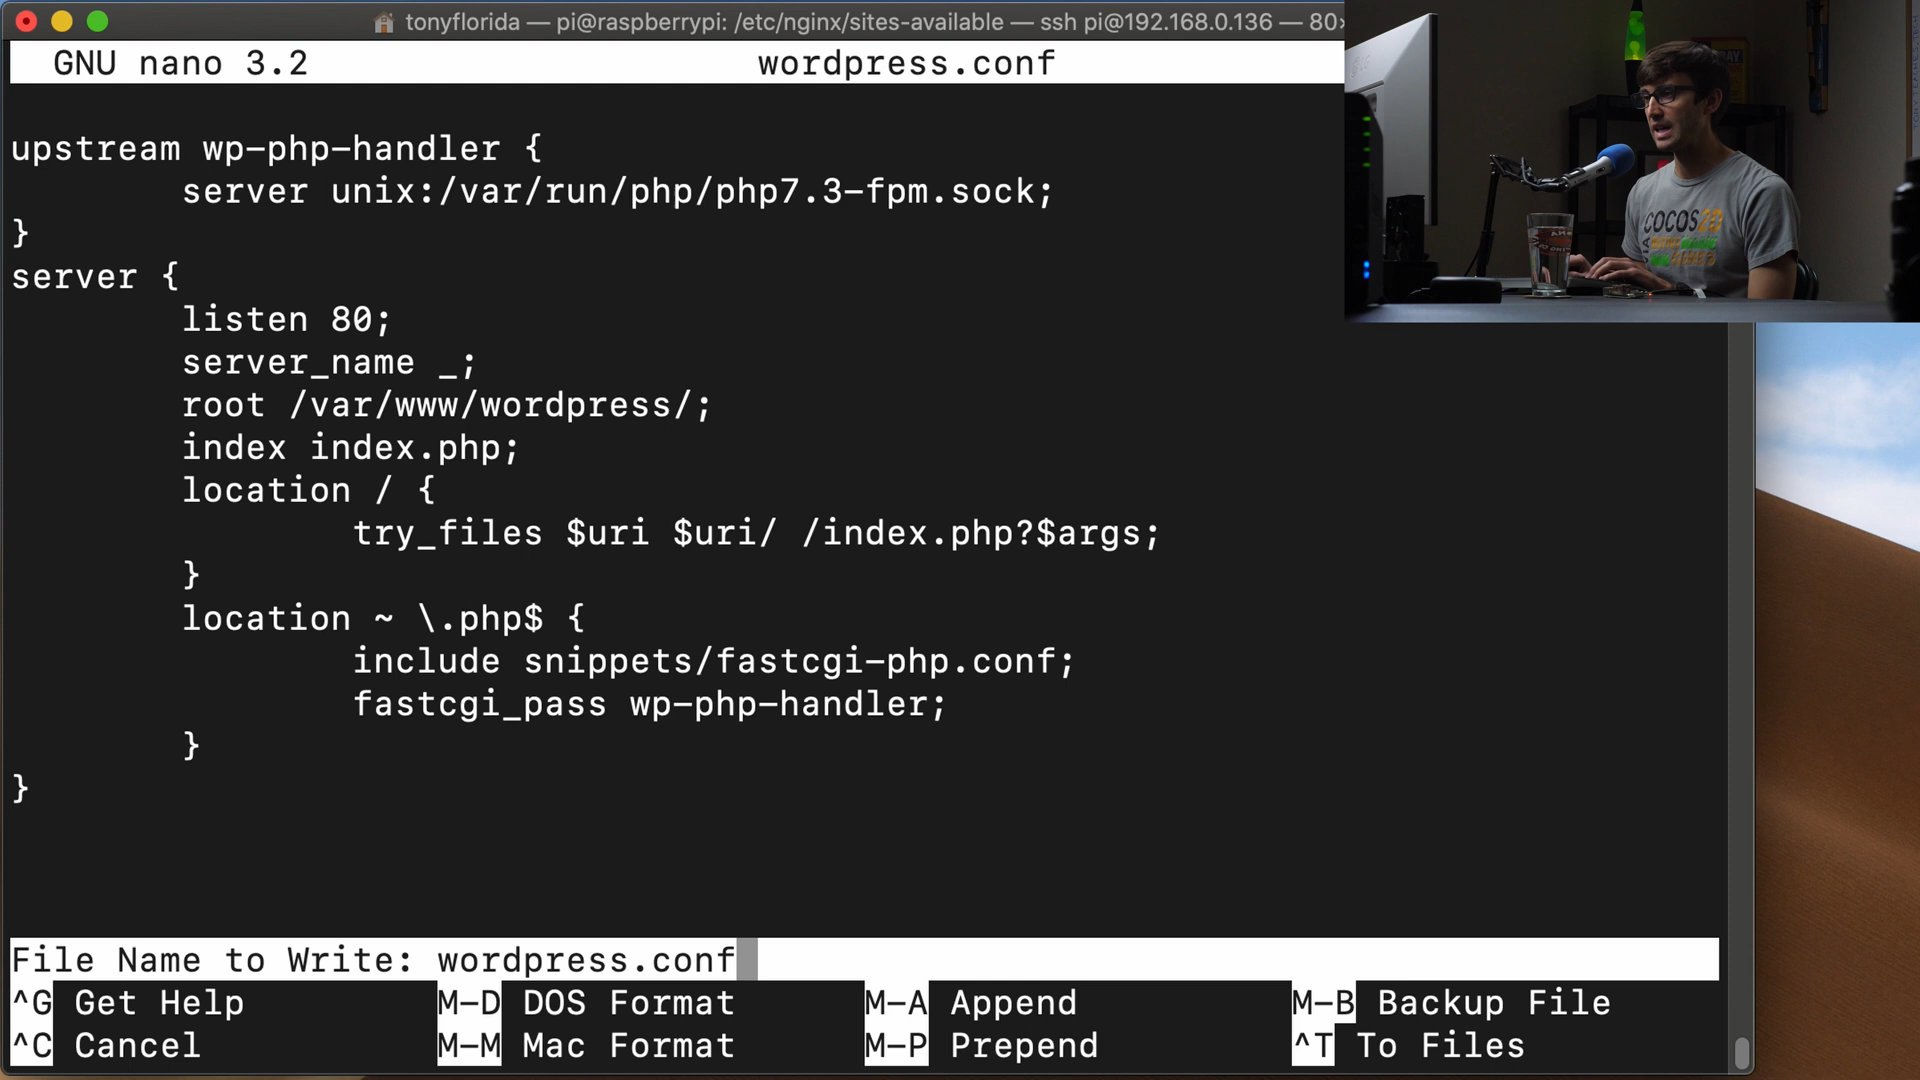 tonyflorida — pi@raspberrypi: /etc/nginx/sites-available — ssh pi@192.168.0.136 — 80
GNU nano 3.2 wordpress.conf
upstream wp-php-handler {
server unix:/var/run/php/php7.3-fpm.sock;
}
server {
listen 80;
server_name _;
root /var/www/wordpress/;
index index.php;
location / {
try_files $uri $uri/ /index.php?$args;
}
location ~ \.php$ {
include snippets/fastcgi-php.conf;
fastcgi_pass wp-php-handler;
}
}
File Name to Write: wordpress.conf
^G Get Help M-D DOS Format M-A Append M-B Backup File
^C Cancel M-M Mac Format M-P Prepend ^T To Files
COCOS2D